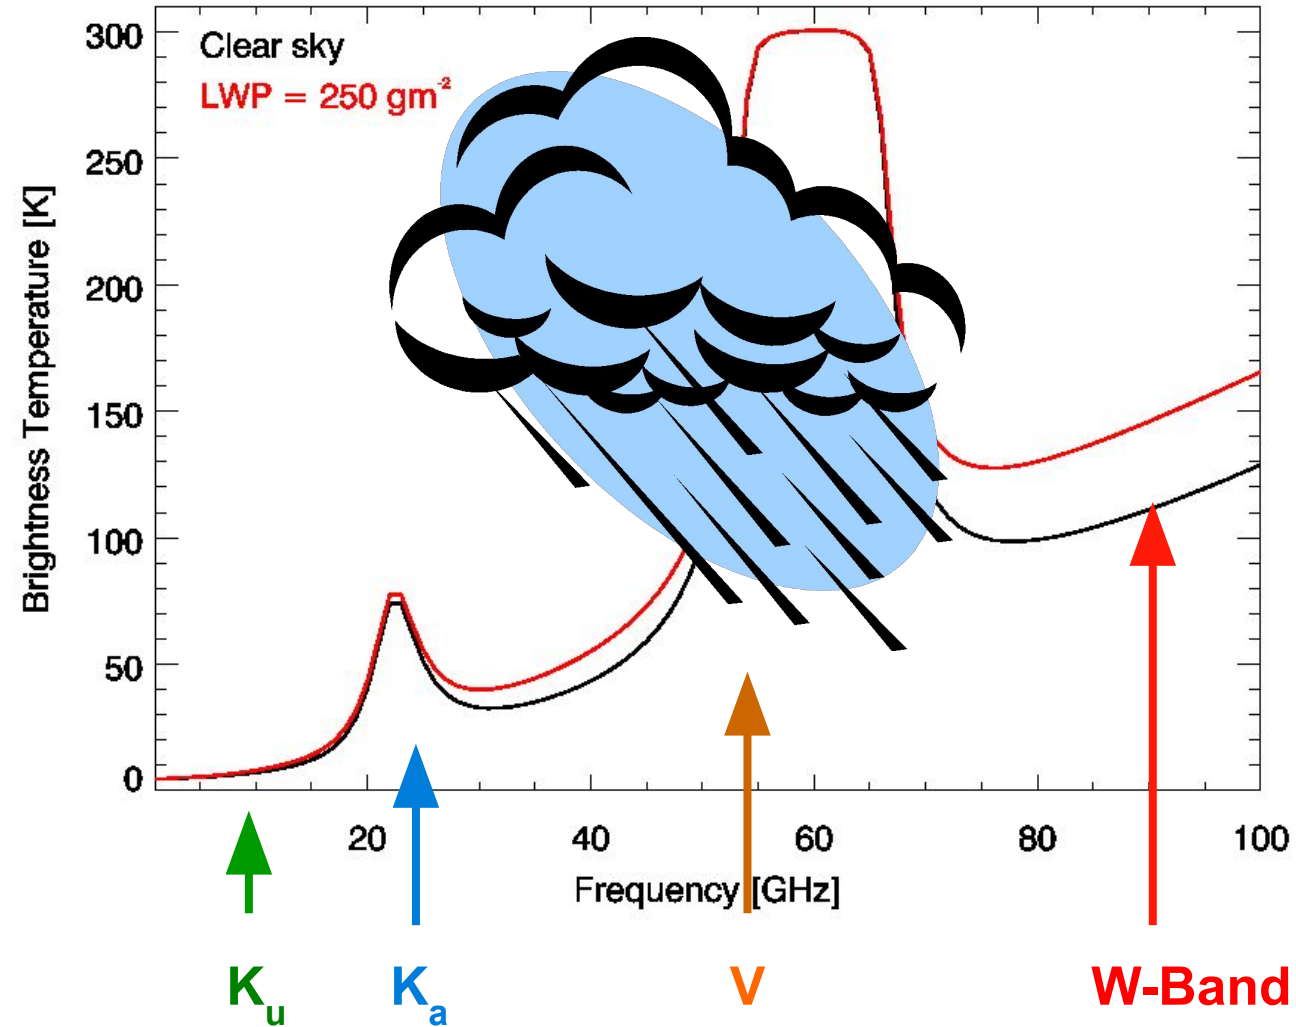 Clear sky
LWP = 250 gm⁻²
Brightness Temperature [K]
300
250
200
150
100
50
0
20 40 60 80 100
Frequency [GHz]
Kᵤ Kₐ V W-Band